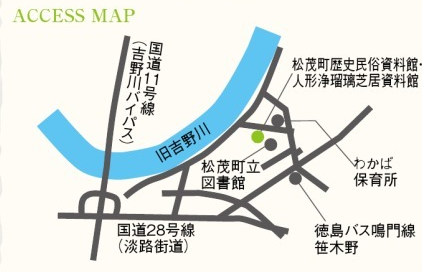 ACCESS MAP
国道11号線
(吉野川バイパス)
旧吉野川
松茂町歴史民俗資料館・
人形浄瑠璃芝居資料館
松茂町立
図書館
わかば
保育所
国道28号線
(淡路街道)
徳島バス鳴門線
笹木野